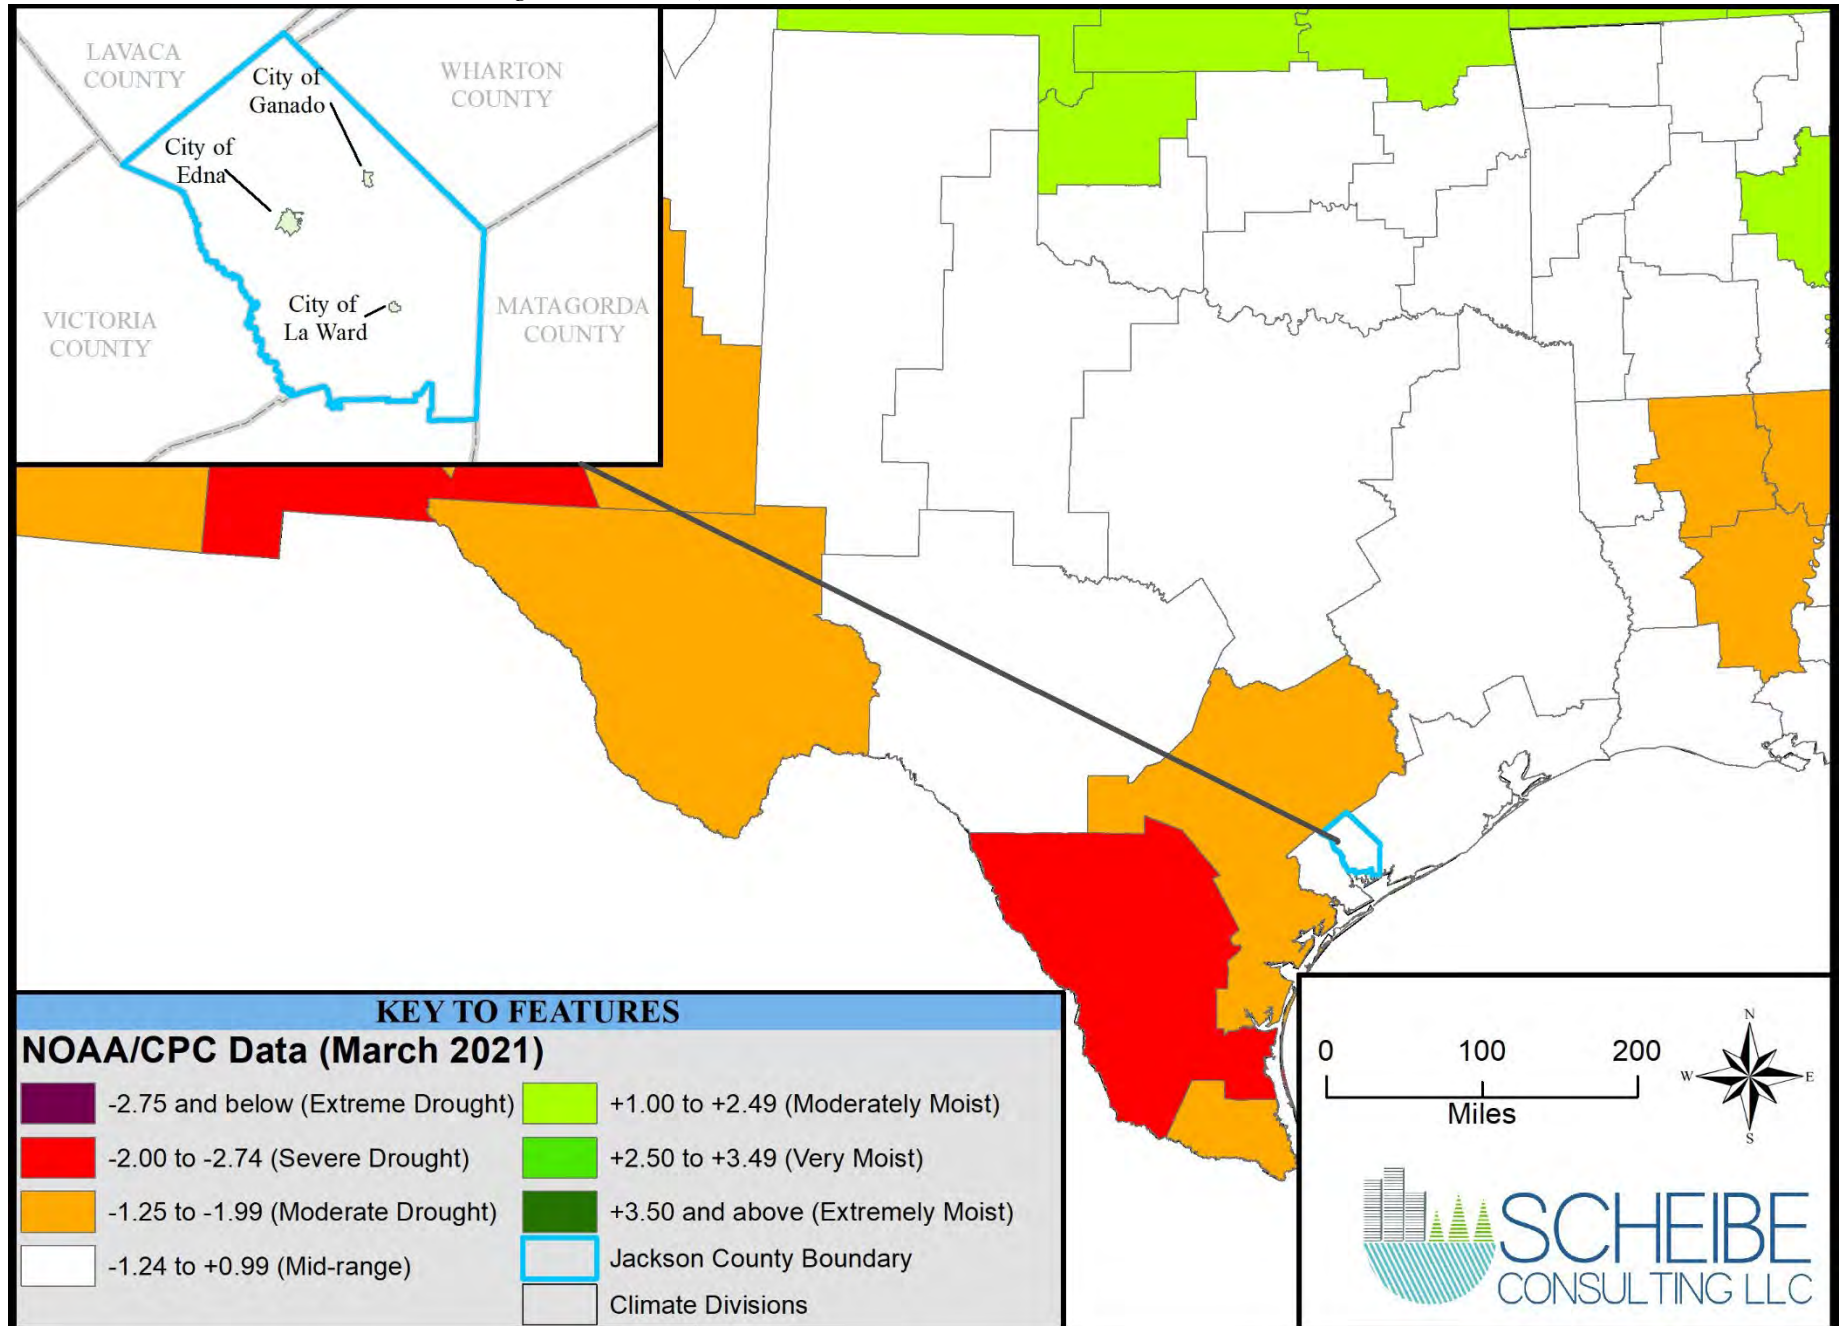 LAVACA
COUNTY
City of
Ganado
WHARTON
COUNTY
City of
Edna
City of
La Ward
MATAGORDA
COUNTY
VICTORIA
COUNTY
KEY TO FEATURES
NOAA/CPC Data (March 2021)
-2.75 and below (Extreme Drought)
-2.00 to -2.74 (Severe Drought)
-1.25 to -1.99 (Moderate Drought)
-1.24 to +0.99 (Mid-range)
+1.00 to +2.49 (Moderately Moist)
+2.50 to +3.49 (Very Moist)
+3.50 and above (Extremely Moist)
Jackson County Boundary
Climate Divisions
0 100 200
Miles
N
W E
S
SCHEIBE
CONSULTING LLC